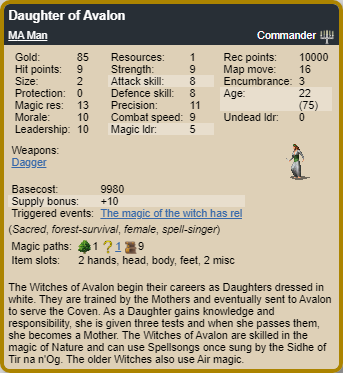 Daughter of Avalon
MA Man Commander
Gold: 85 Resources: 1 Rec points: 10000
Hit points: 9 Strength: 9 Map move: 16
Size: 2 Attack skill: 8 Encumbrance: 3
Protection: 0 Defence skill: 8 Age: 22
Magic res: 13 Precision: 11 (75)
Morale: 10 Combat speed: 9 Undead ldr: 0
Leadership: 10 Magic ldr: 5
Weapons:
Dagger
Basecost: 9980
Supply bonus: +10
Triggered events: The magic of the witch has rel
(Sacred, forest-survival, female, spell-singer)
Magic paths: 1 ? 1 9
Item slots: 2 hands, head, body, feet, 2 misc
The Witches of Avalon begin their careers as Daughters dressed in
white. They are trained by the Mothers and eventually sent to Avalon
to serve the Coven. As a Daughter gains knowledge and
responsibility, she is given three tests and when she passes them,
she becomes a Mother. The Witches of Avalon are skilled in the
magic of Nature and can use Spellsongs once sung by the Sidhe of
Tir na n'Og. The older Witches also use Air magic.